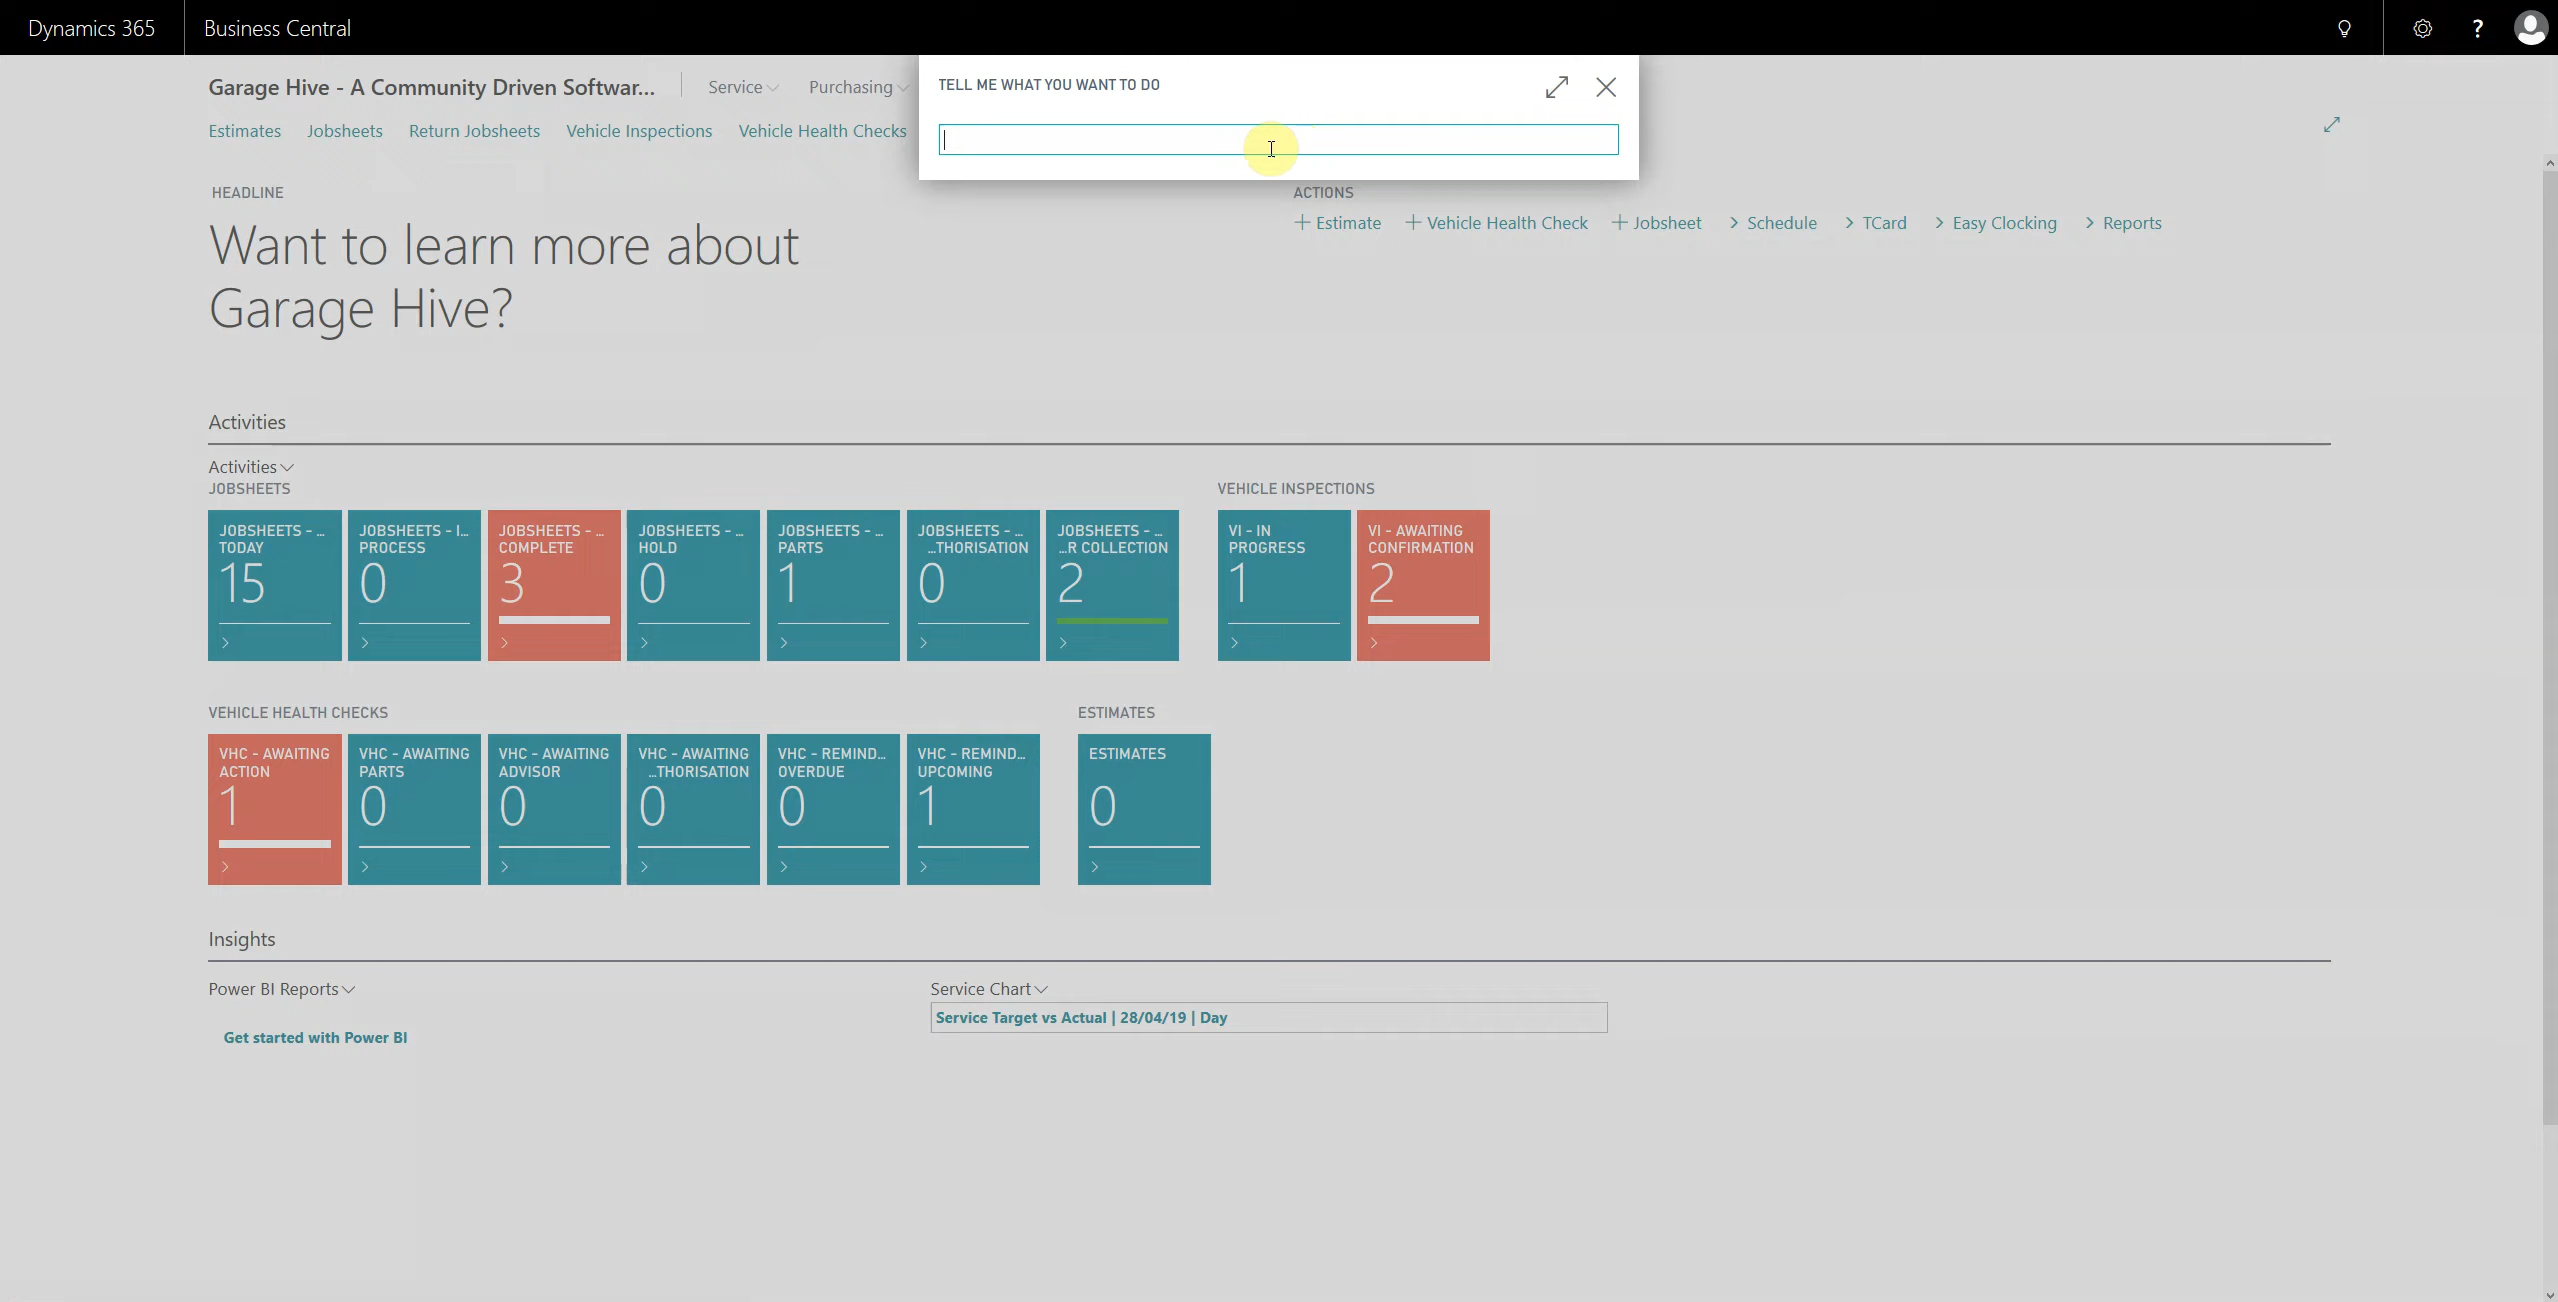 Dynamics 365
Business Central
?
Garage Hive - A Community Driven Softwar...
Service
Purchasing
TELL ME WHAT YOU WANT TO DO
Estimates
Jobsheets
Return Jobsheets
Vehicle Inspections
Vehicle Health Checks
HEADLINE
Want to learn more about
Garage Hive?
ACTIONS
+ Estimate
+ Vehicle Health Check
+ Jobsheet
> Schedule
> TCard
> Easy Clocking
> Reports
Activities
Activities
JOBSHEETS
JOBSHEETS - ...
TODAY
15
JOBSHEETS - I...
PROCESS
0
JOBSHEETS - ...
COMPLETE
3
JOBSHEETS - ...
HOLD
0
JOBSHEETS - ...
PARTS
1
JOBSHEETS - ...
...THORISATION
0
JOBSHEETS - ...
...R COLLECTION
2
VEHICLE INSPECTIONS
VI - IN
PROGRESS
1
VI - AWAITING
CONFIRMATION
2
VEHICLE HEALTH CHECKS
VHC - AWAITING
ACTION
1
VHC - AWAITING
PARTS
0
VHC - AWAITING
ADVISOR
0
VHC - AWAITING
...THORISATION
0
VHC - REMIND...
OVERDUE
0
VHC - REMIND...
UPCOMING
1
ESTIMATES
ESTIMATES
0
Insights
Power BI Reports
Get started with Power BI
Service Chart
Service Target vs Actual | 28/04/19 | Day